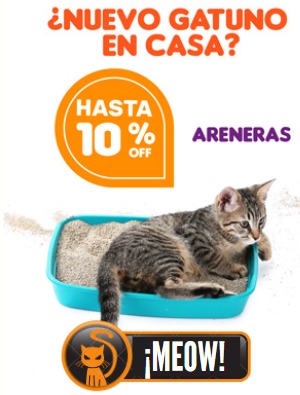 ¿NUEVO GATUNO
EN CASA?
HASTA
10 %
OFF
ARENERAS
¡MEOW!